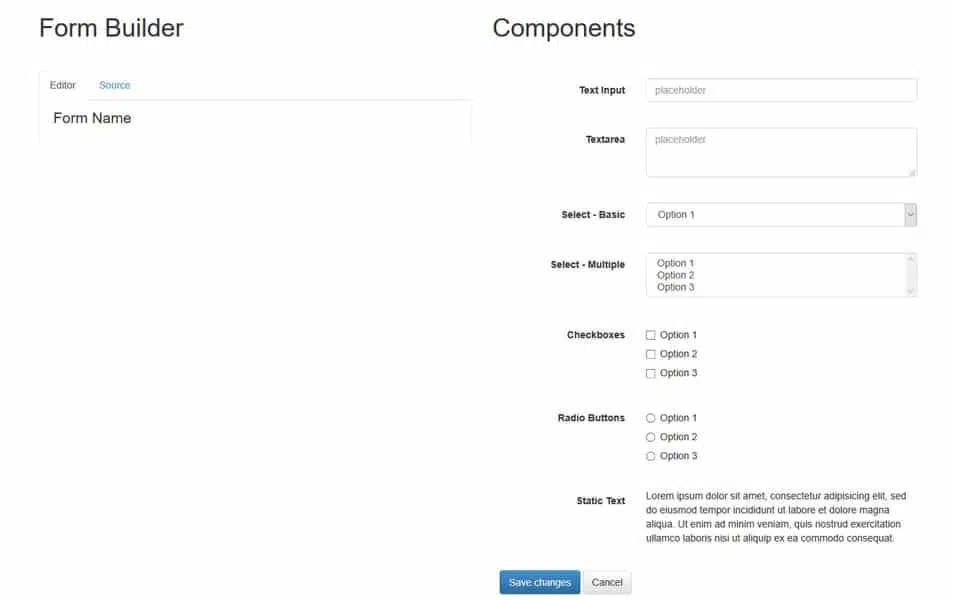 Form Builder
Editor Source
Form Name
Components
Text Input placeholder
Textarea placeholder
Select - Basic Option 1
Select - Multiple Option 1
Option 2
Option 3
Checkboxes Option 1
Option 2
Option 3
Radio Buttons Option 1
Option 2
Option 3
Static Text Lorem ipsum dolor sit amet, consectetur adipisicing elit, sed
do eiusmod tempor incididunt ut labore et dolore magna
aliqua. Ut enim ad minim veniam, quis nostrud exercitation
ullamco laboris nisi ut aliquip ex ea commodo consequat.
Save changes Cancel